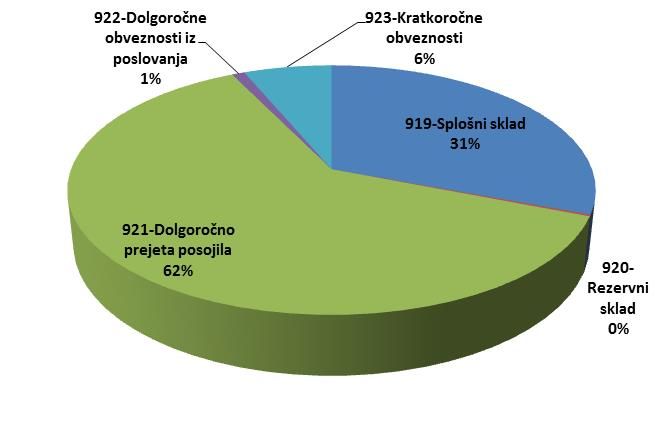 922-Dolgoročne
obveznosti iz
poslovanja
1%
923-Kratkoročne
obveznosti
6%
919-Splošni sklad
31%
921-Dolgoročno
prejeta posojila
62%
920-
Rezervni
sklad
0%